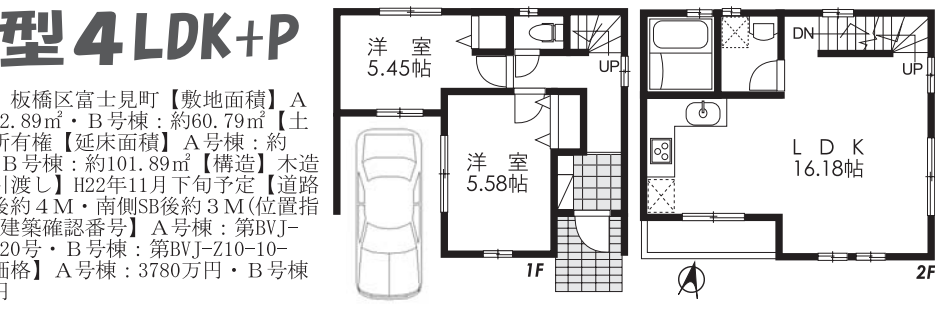 型4LDK+P
板橋区富士見町【敷地面積】A
2.89㎡・B号棟：約60.79㎡【土
所有権【延床面積】A号棟：約
B号棟：約101.89㎡【構造】木造
引渡し】H22年11月下旬予定【道路
後約4M・南側SB後約3M(位置指
建築確認番号】A号棟：第BVJ-
20号・B号棟：第BVJ-Z10-10-
価格】A号棟：3780万円・B号棟
円
洋 室
5.45帖
UP
洋 室
5.58帖
1F
DN
UP
L D K
16.18帖
2F